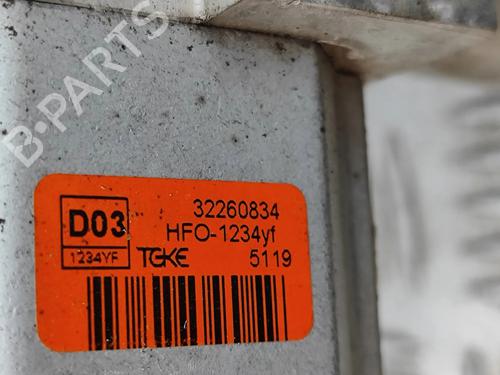 B-PARTS
D03
1234YF
32260834
HFO-1234yf
TGKE 5119